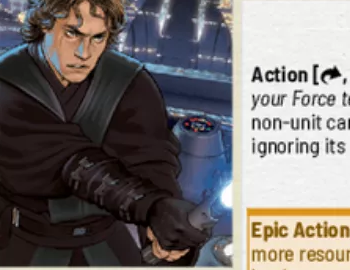 Action [
your Force to
non-unit car
ignoring its
Epic Action
more resour